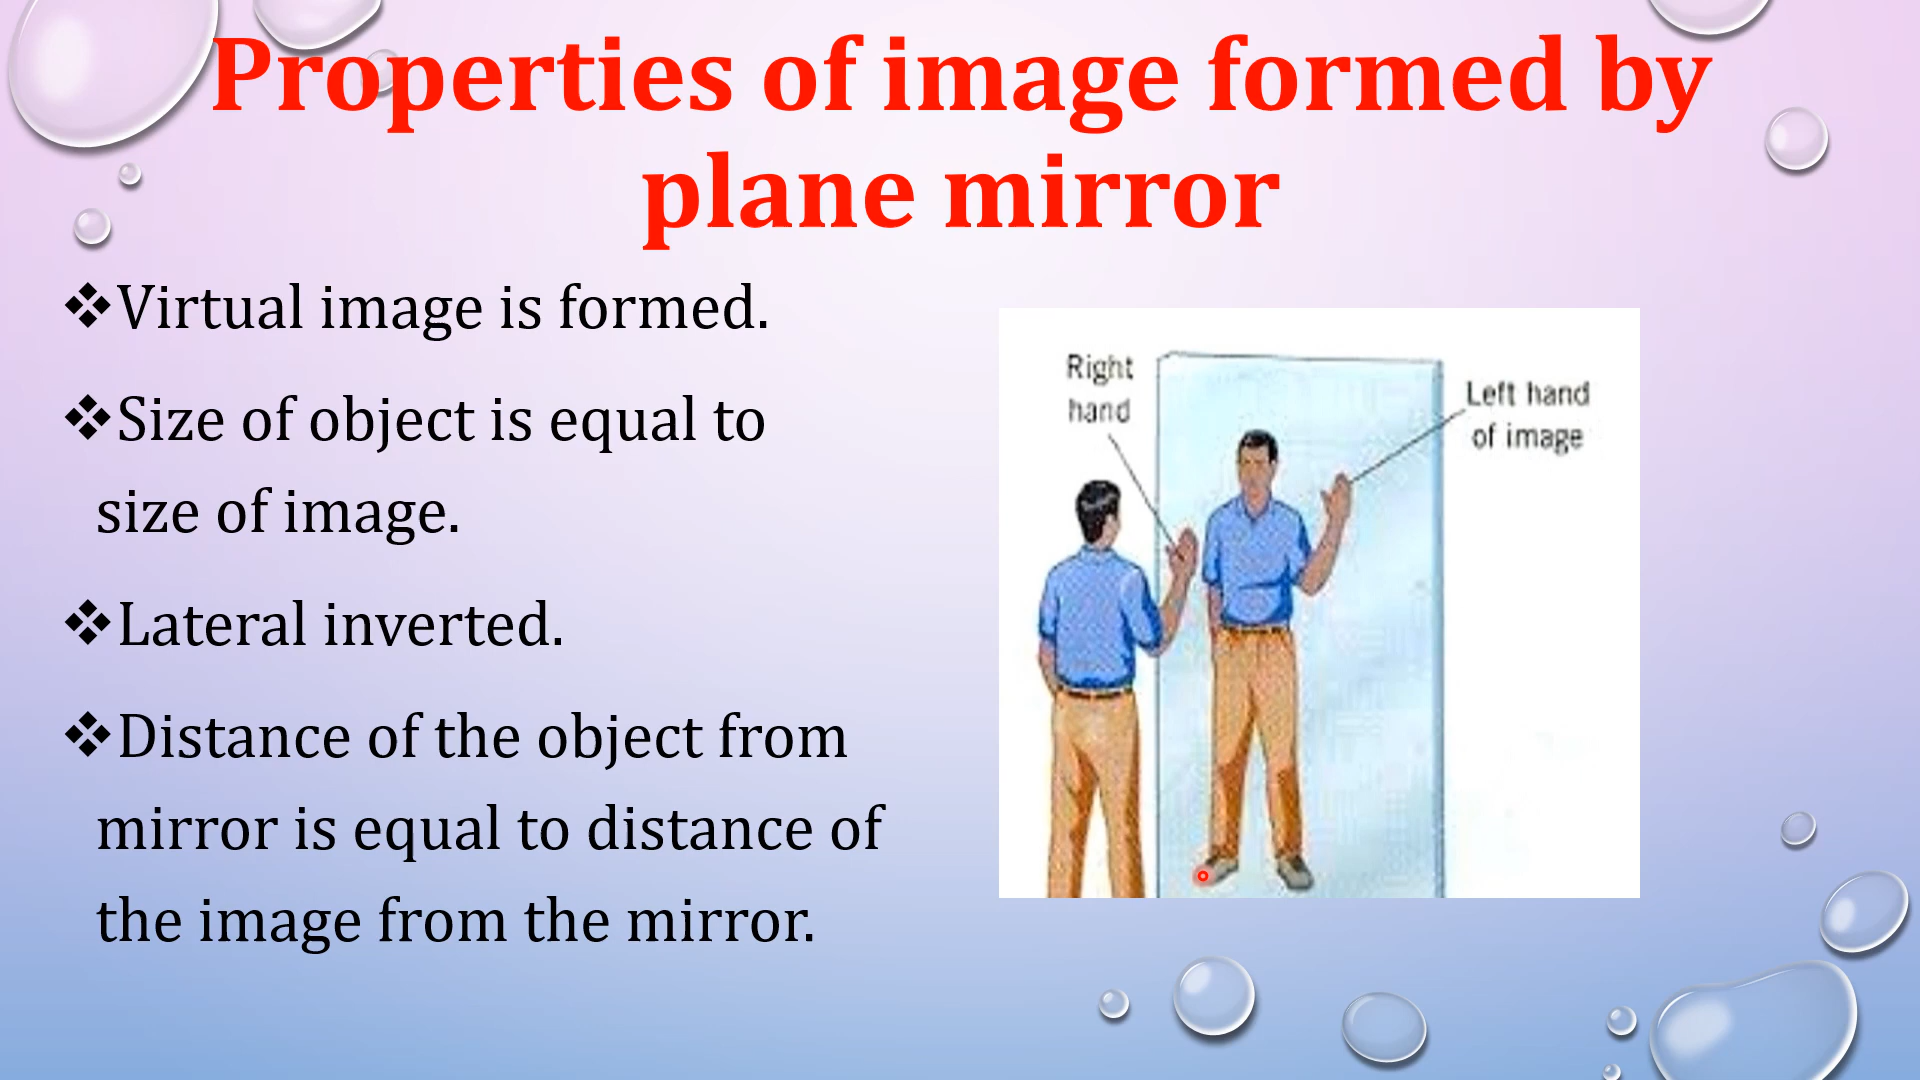 Properties of image formed by
plane mirror
❖Virtual image is formed.
❖Size of object is equal to
size of image.
❖Lateral inverted.
❖Distance of the object from
mirror is equal to distance of
the image from the mirror.
Right
hand
Left hand
of image